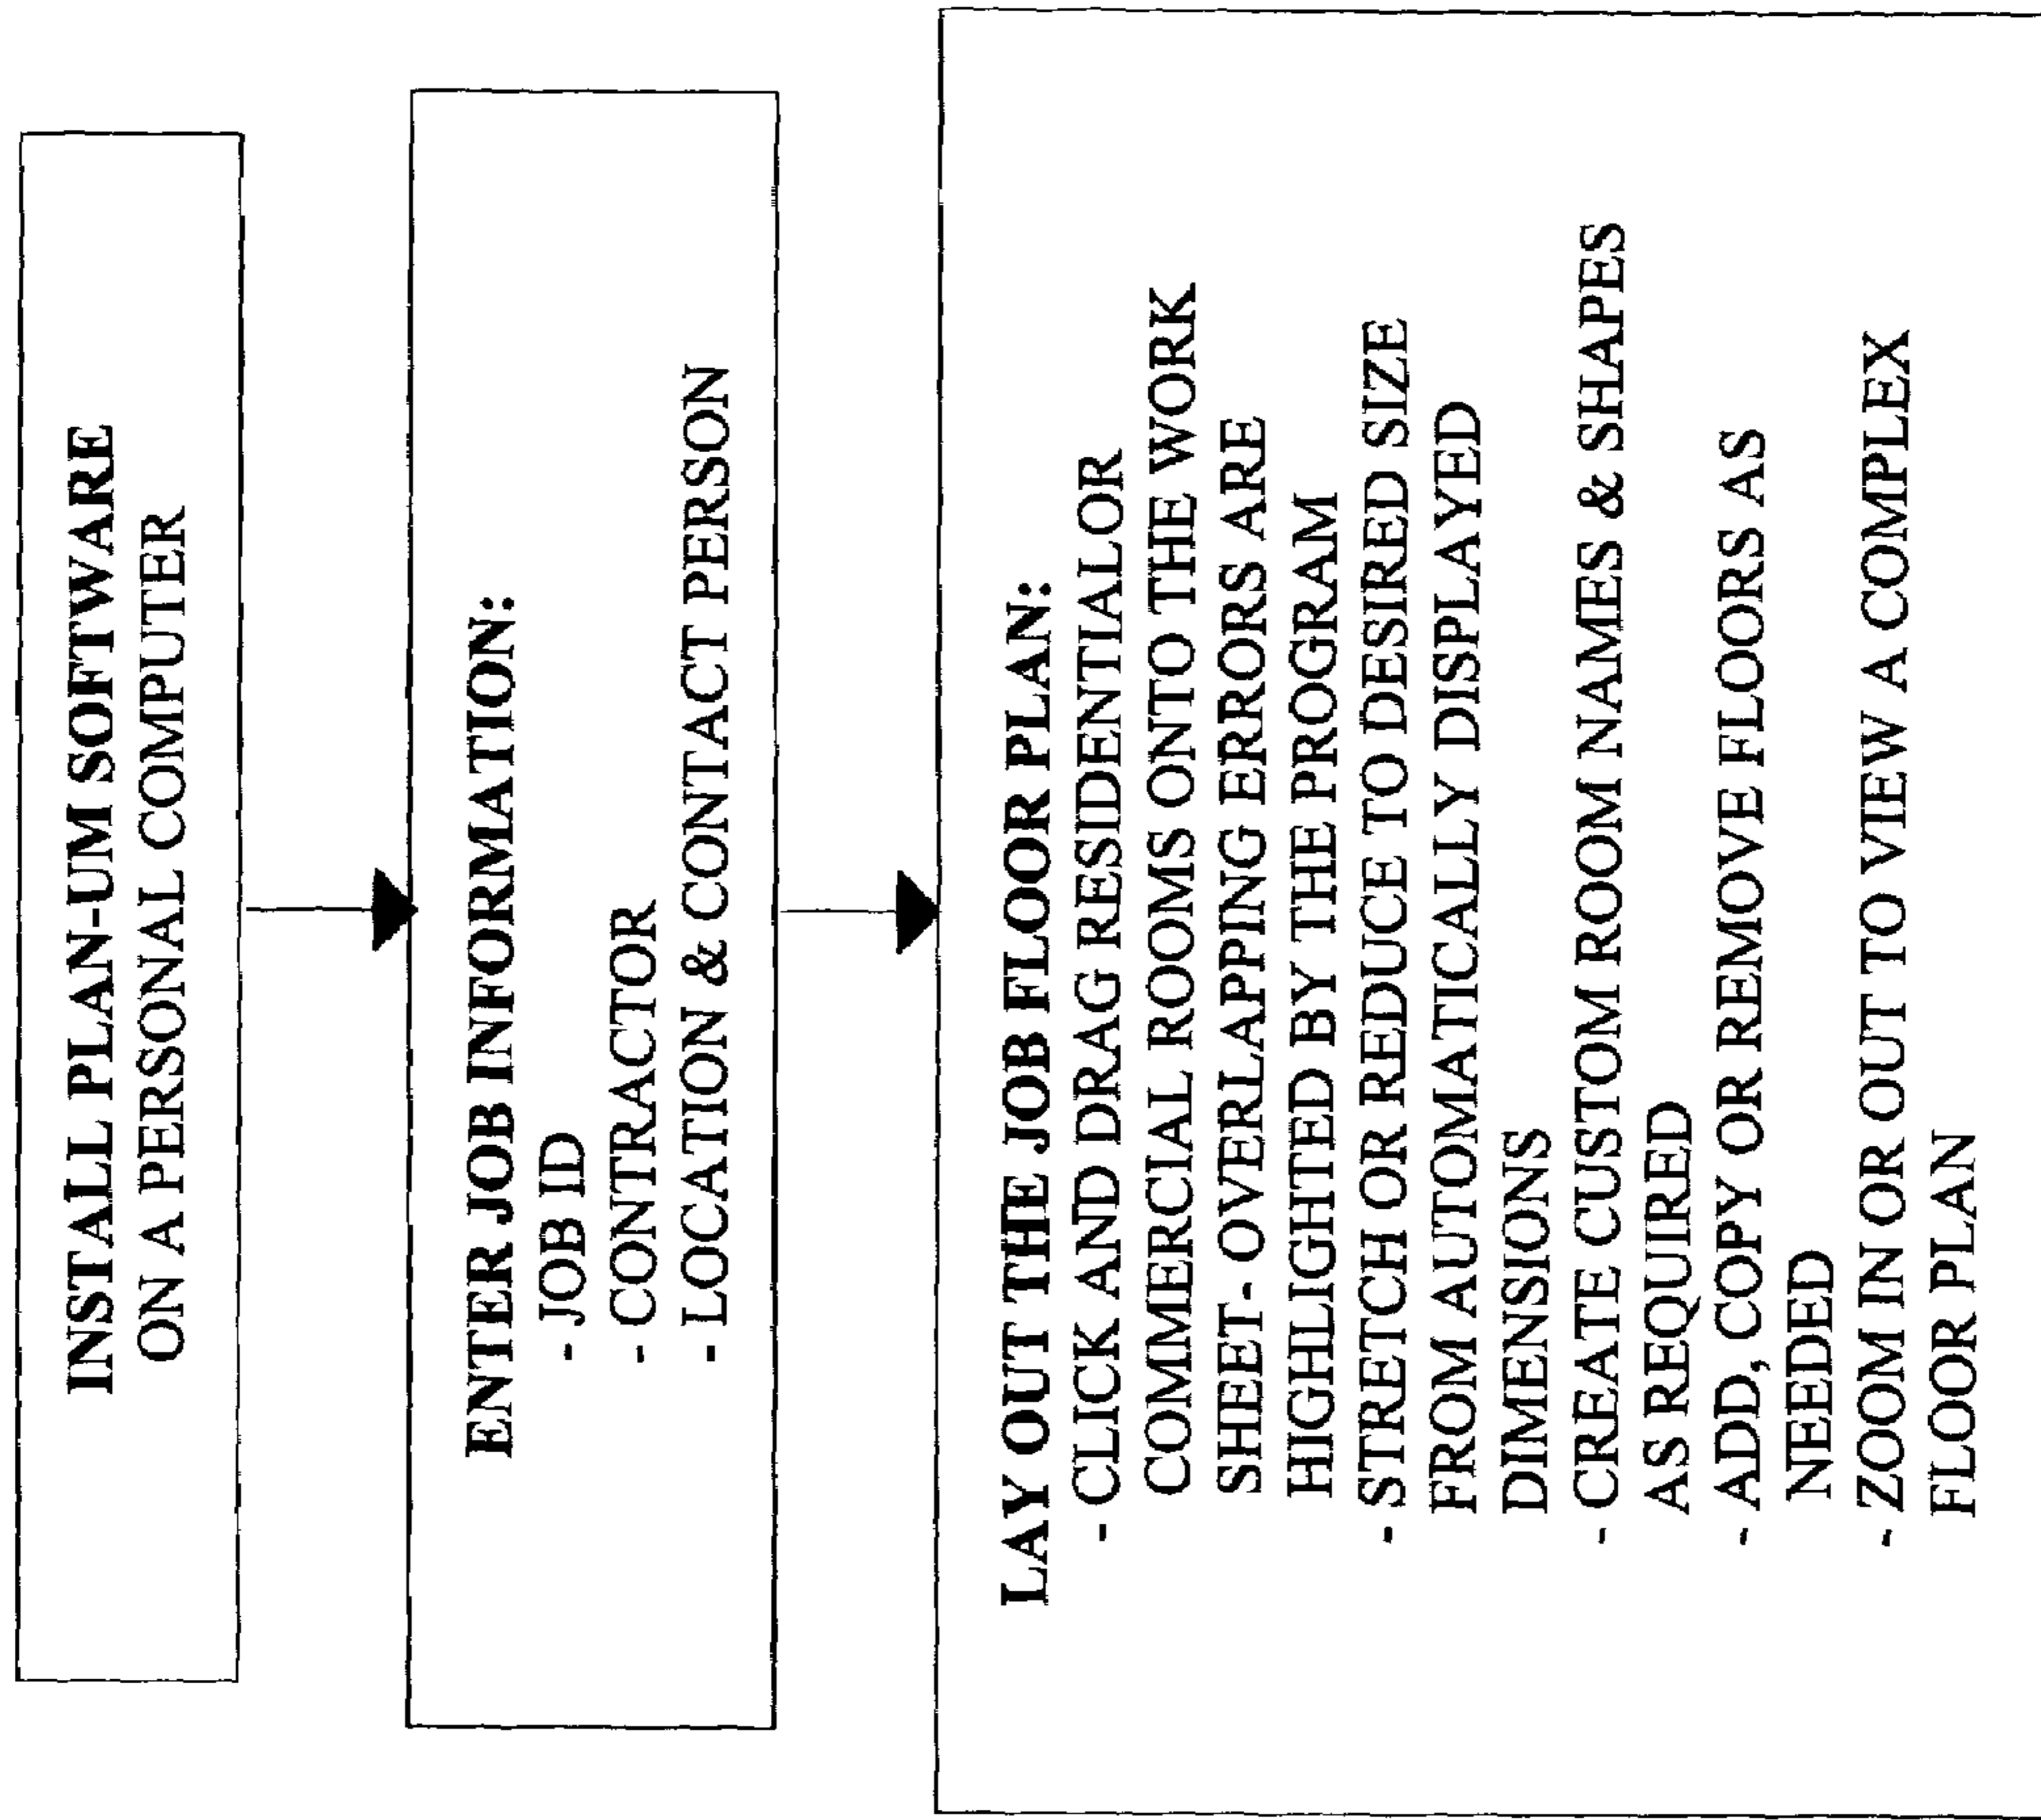 INSTALL PLAN-UM SOFTWARE
ON A PERSONAL COMPUTER
ENTER JOB INFORMATION:
- JOB ID
- CONTRACTOR
- LOCATION & CONTACT PERSON
LAY OUT THE JOB FLOOR PLAN:
- CLICK AND DRAG RESIDENTIALOR
COMMERCIAL ROOMS ONTO THE WORK
SHEET- OVERLAPPING ERRORS ARE
HIGHLIGHTED BY THE PROGRAM
- STRETCH OR REDUCE TO DESIRED SIZE
FROM AUTOMATICALLY DISPLAYED
DIMENSIONS
- CREATE CUSTOM ROOM NAMES & SHAPES
AS REQUIRED
- ADD, COPY OR REMOVE FLOORS AS
NEEDED
- ZOOM IN OR OUT TO VIEW A COMPLEX
FLOOR PLAN